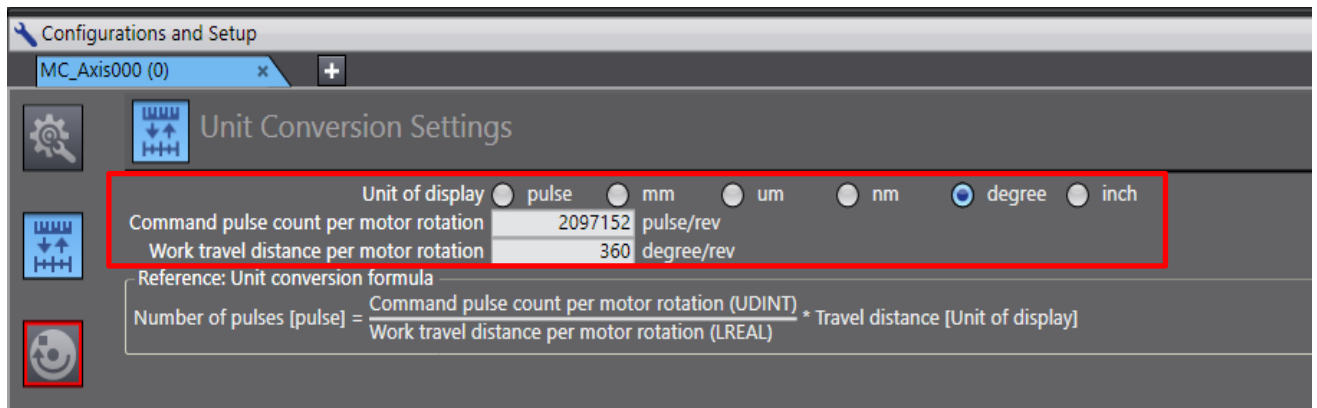 Configurations and Setup
MC_Axis000 (0) × +
Unit Conversion Settings
Unit of display pulse mm um nm degree inch
Command pulse count per motor rotation 2097152 pulse/rev
Work travel distance per motor rotation 360 degree/rev
Reference: Unit conversion formula
Number of pulses [pulse] = Command pulse count per motor rotation (UDINT)
Work travel distance per motor rotation (LREAL) * Travel distance [Unit of display]